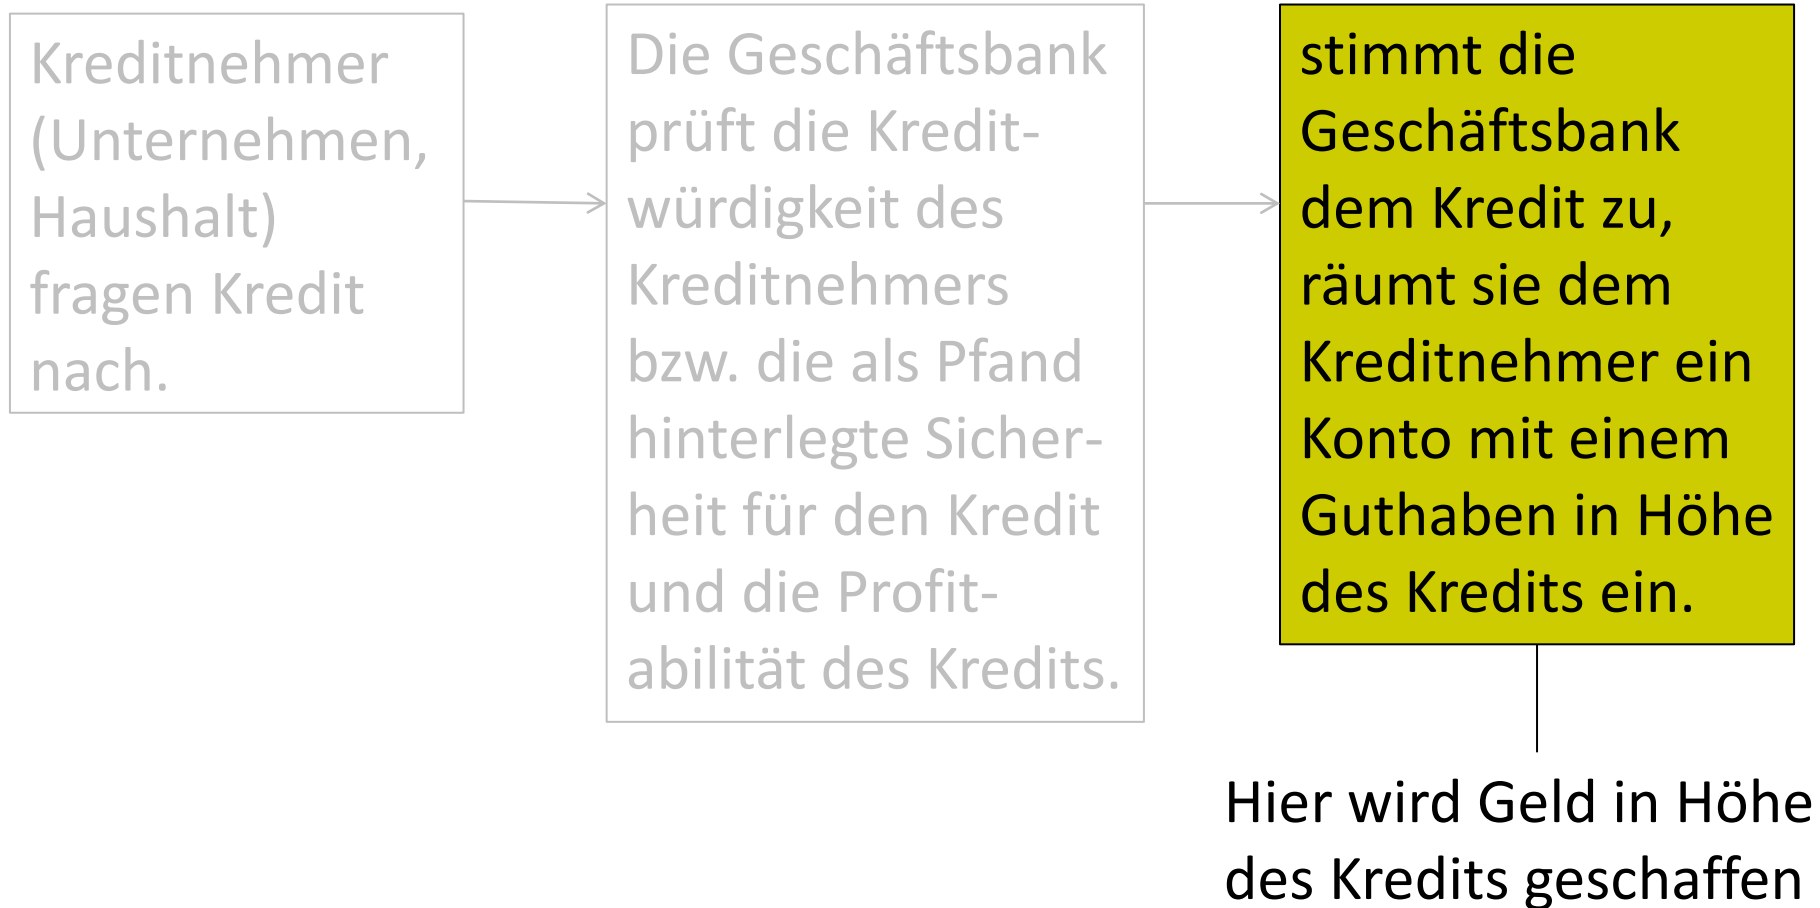 Kreditnehmer
(Unternehmen,
Haushalt)
fragen Kredit
nach.
Die Geschäftsbank
prüft die Kredit-
würdigkeit des
Kreditnehmers
bzw. die als Pfand
hinterlegte Sicher-
heit für den Kredit
und die Profit-
abilität des Kredits.
stimmt die
Geschäftsbank
dem Kredit zu,
räumt sie dem
Kreditnehmer ein
Konto mit einem
Guthaben in Höhe
des Kredits ein.
Hier wird Geld in Höhe
des Kredits geschaffen